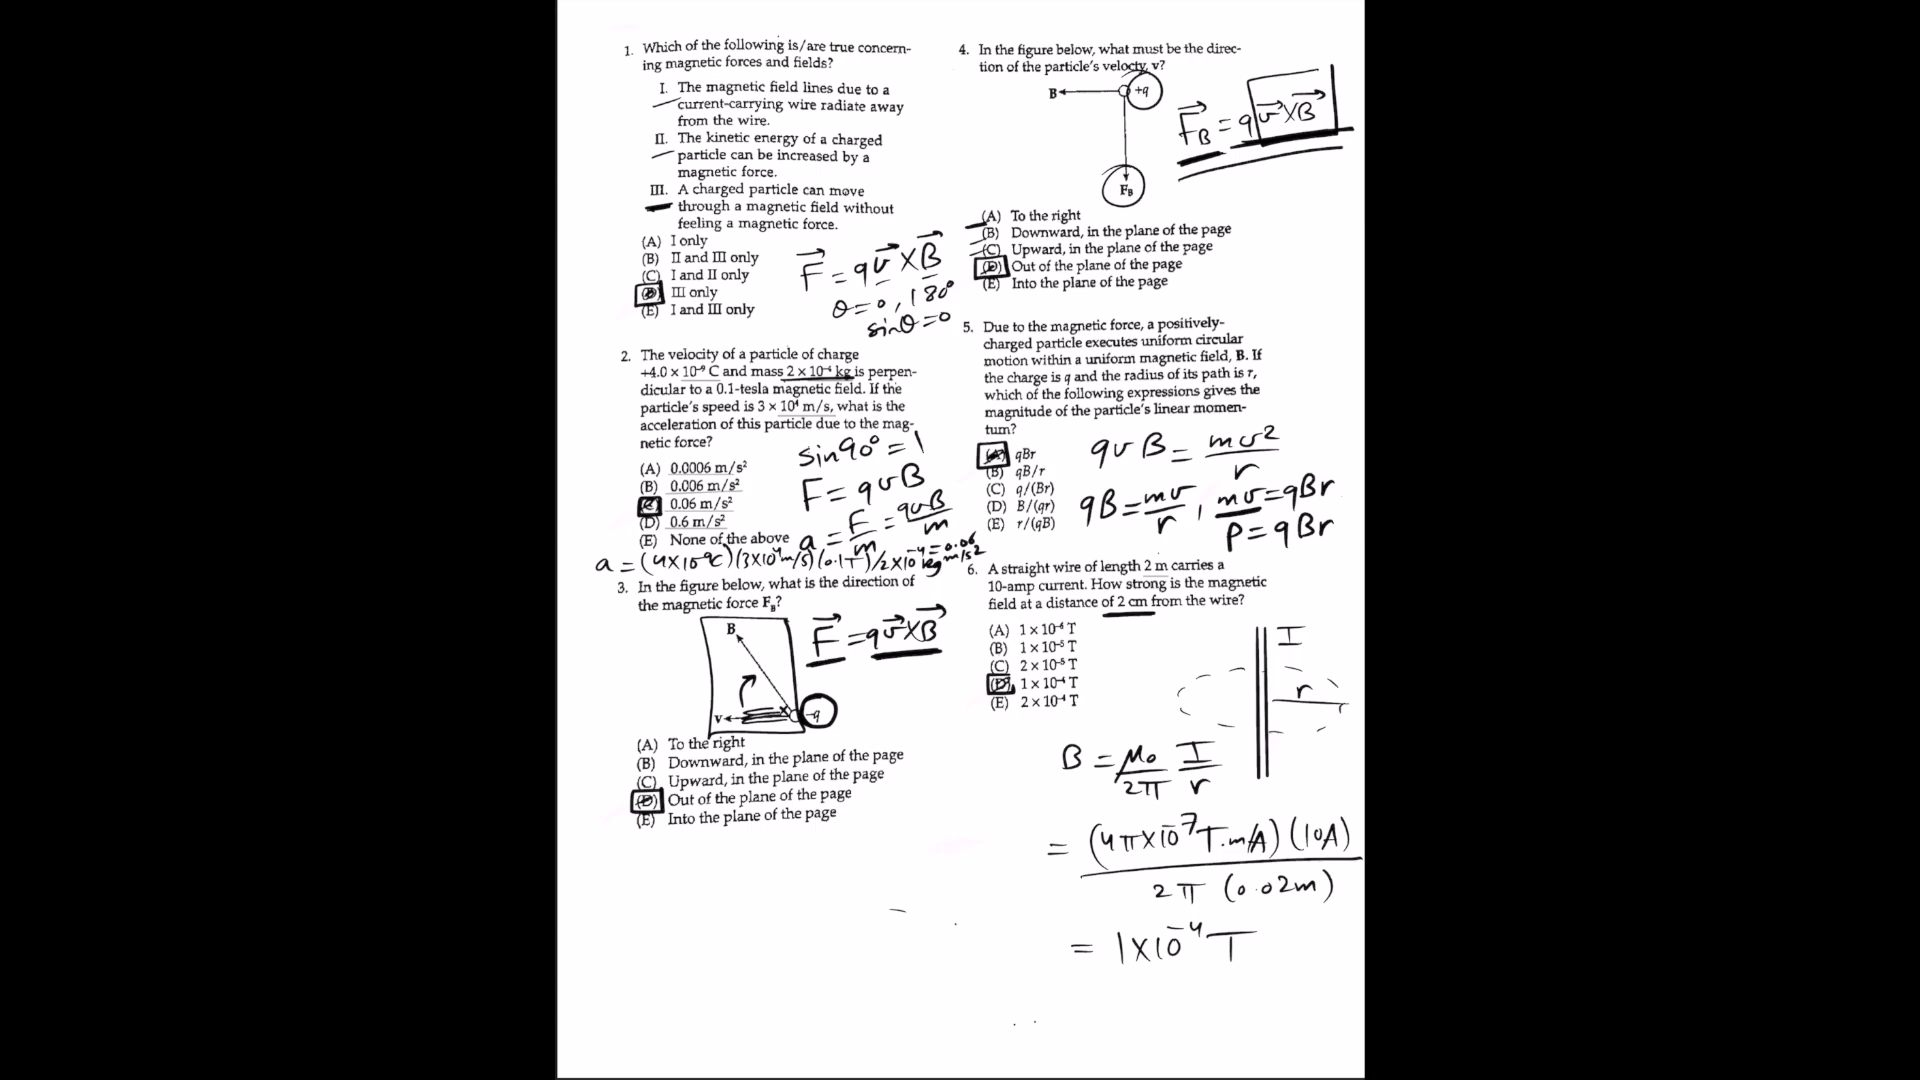 1. Which of the following is/are true concern-
ing magnetic forces and fields?
I. The magnetic field lines due to a
current-carrying wire radiate away
from the wire.
II. The kinetic energy of a charged
particle can be increased by a
magnetic force.
III. A charged particle can move
through a magnetic field without
feeling a magnetic force.
(A) I only
(B) II and III only
(C) I and II only
(D) III only
(E) I and III only
F = qv × B
θ = 0, 180°
sinθ = 0
2. The velocity of a particle of charge
+4.0 × 10⁻⁹ C and mass 2 × 10⁻⁴ kg is perpen-
dicular to a 0.1-tesla magnetic field. If the
particle's speed is 3 × 10⁴ m/s, what is the
acceleration of this particle due to the mag-
netic force?
(A) 0.0006 m/s²
(B) 0.006 m/s²
(C) 0.06 m/s²
(D) 0.6 m/s²
(E) None of the above
sin90° = 1
F = qvB
a = F/m = qvB/m
a = (4×10⁻⁹C)(3×10⁴m/s)(0.1T)/2×10⁻⁴kg = 0.06 m/s²
3. In the figure below, what is the direction of
the magnetic force F_B?
B
F = qv × B
v
-q
(A) To the right
(B) Downward, in the plane of the page
(C) Upward, in the plane of the page
(D) Out of the plane of the page
(E) Into the plane of the page
4. In the figure below, what must be the direc-
tion of the particle's velocty, v?
B
+q
F_B
F_B = qv × B
(A) To the right
(B) Downward, in the plane of the page
(C) Upward, in the plane of the page
(D) Out of the plane of the page
(E) Into the plane of the page
5. Due to the magnetic force, a positively-
charged particle executes uniform circular
motion within a uniform magnetic field, B. If
the charge is q and the radius of its path is r,
which of the following expressions gives the
magnitude of the particle's linear momen-
tum?
(A) qBr
(B) qB/r
(C) q/(Br)
(D) B/(qr)
(E) r/(qB)
qvB = mv²/r
qB = mv/r, mv = qBr
P = qBr
6. A straight wire of length 2 m carries a
10-amp current. How strong is the magnetic
field at a distance of 2 cm from the wire?
(A) 1 × 10⁻⁶ T
(B) 1 × 10⁻⁵ T
(C) 2 × 10⁻⁵ T
(D) 1 × 10⁻⁴ T
(E) 2 × 10⁻⁴ T
I
r
B = μ₀/2π I/r
= (4π×10⁻⁷T.m/A)(10A)
2π (0.02m)
= 1×10⁻⁴ T